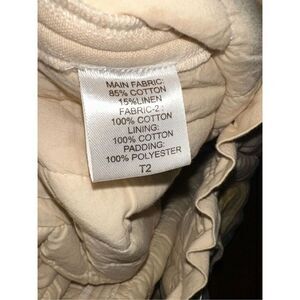 MAIN FABRIC:
85% COTTON
15%LINEN
FABRIC-2 :
100% COTTON
LINING:
100% COTTON
PADDING:
100% POLYESTER
T2